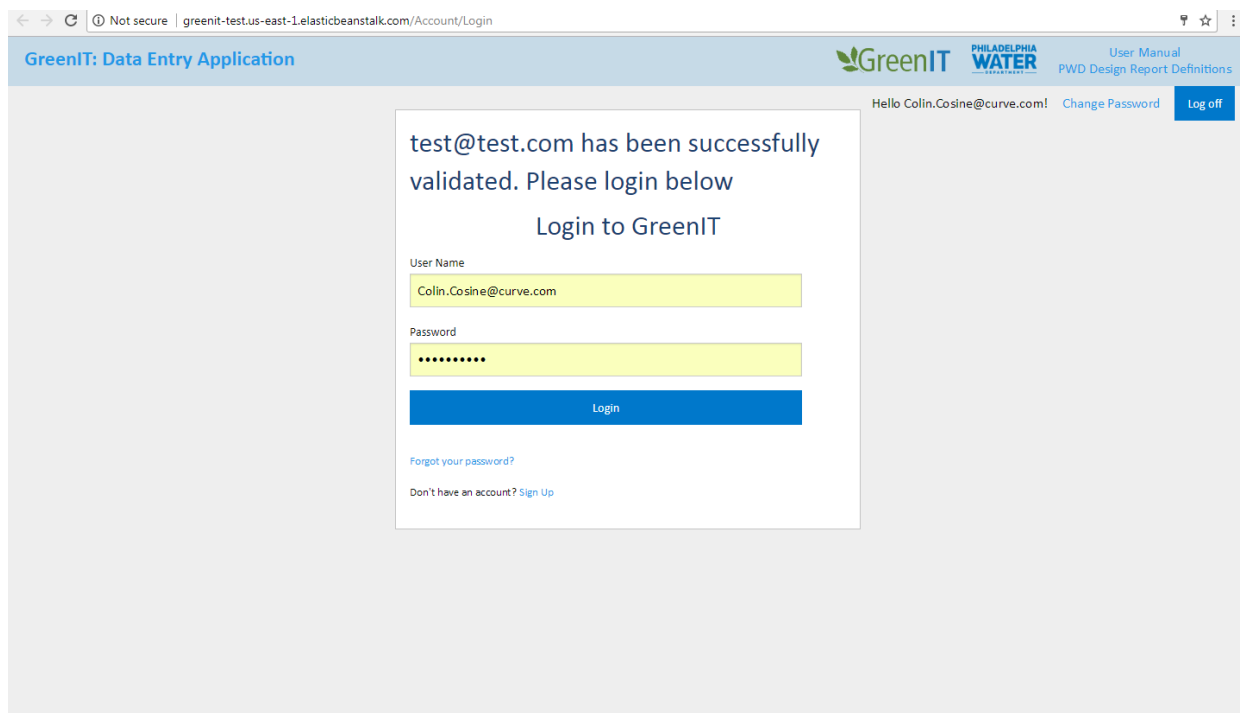 Not secure greenit-test.us-east-1.elasticbeanstalk.com/Account/Login
GreenIT: Data Entry Application
GreenIT
PHILADELPHIA
WATER
DEPARTMENT
User Manual
PWD Design Report Definitions
Hello Colin.Cosine@curve.com! Change Password Log off
test@test.com has been successfully
validated. Please login below
Login to GreenIT
User Name
Colin.Cosine@curve.com
Password
••••••••••
Login
Forgot your password?
Don't have an account? Sign Up